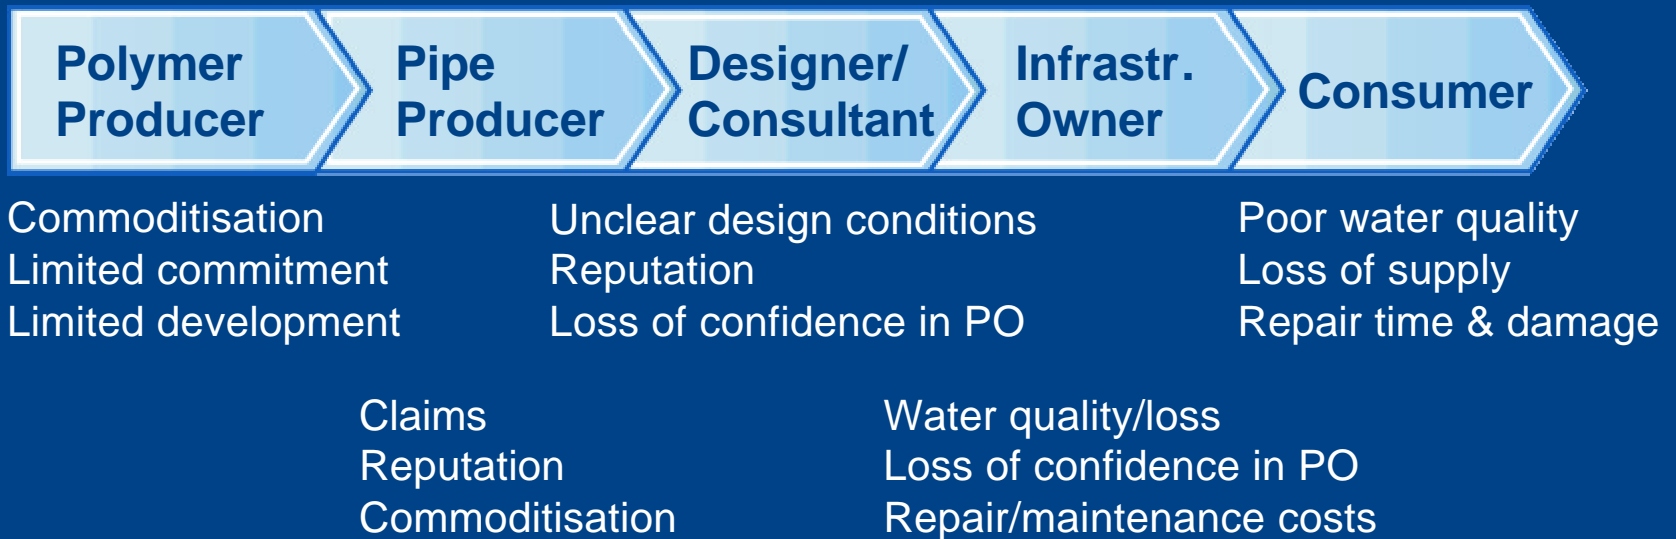 Polymer
Producer
Pipe
Producer
Designer/
Consultant
Infrastr.
Owner
Consumer
Commoditisation
Limited commitment
Limited development
Unclear design conditions
Reputation
Loss of confidence in PO
Poor water quality
Loss of supply
Repair time & damage
Claims
Reputation
Commoditisation
Water quality/loss
Loss of confidence in PO
Repair/maintenance costs